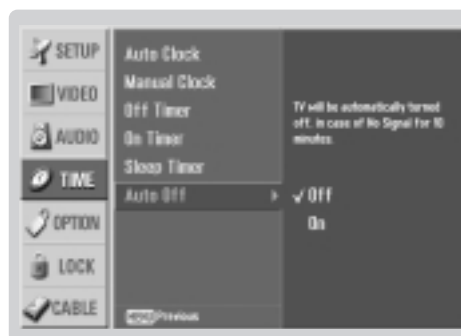 SETUP
VIDEO
AUDIO
TIME
OPTION
LOCK
CABLE
Auto Clock
Manual Clock
Off Timer
On Timer
Sleep Timer
Auto Off
Previous
TV will be automatically turned
off, in case of No Signal for 10
minutes.
✓ Off
On